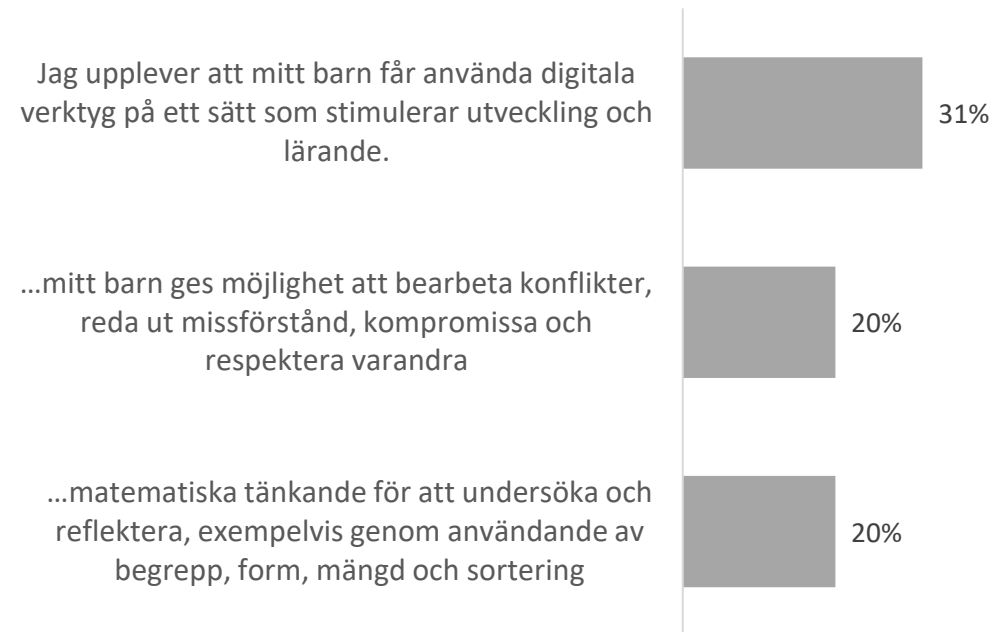 Jag upplever att mitt barn får använda digitala
verktyg på ett sätt som stimulerar utveckling och
lärande.
31%
…mitt barn ges möjlighet att bearbeta konflikter,
reda ut missförstånd, kompromissa och
respektera varandra
20%
…matematiska tänkande för att undersöka och
reflektera, exempelvis genom användande av
begrepp, form, mängd och sortering
20%